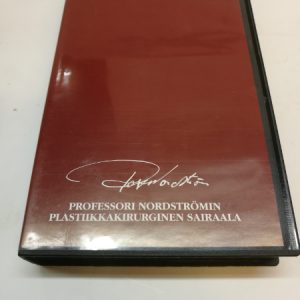 PROFESSORI NORDSTRÖMIN
PLASTIIKKAKIRURGINEN SAIRAALA